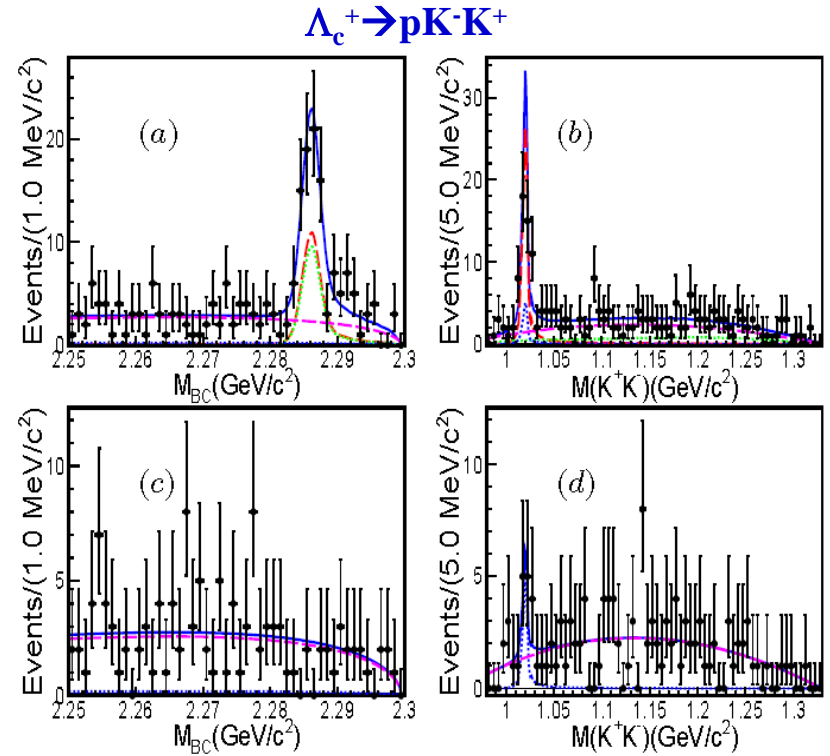 Λc⁺→pK⁻K⁺
Events/(1.0 MeV/c²)
20
10
0
(a)
2.25 2.26 2.27 2.28 2.29 2.3
M_BC(GeV/c²)
Events/(5.0 MeV/c²)
30
20
10
0
(b)
1 1.05 1.1 1.15 1.2 1.25 1.3
M(K⁺K⁻)(GeV/c²)
Events/(1.0 MeV/c²)
10
5
0
(c)
2.25 2.26 2.27 2.28 2.29 2.3
M_BC(GeV/c²)
Events/(5.0 MeV/c²)
10
5
0
(d)
1 1.05 1.1 1.15 1.2 1.25 1.3
M(K⁺K⁻)(GeV/c²)